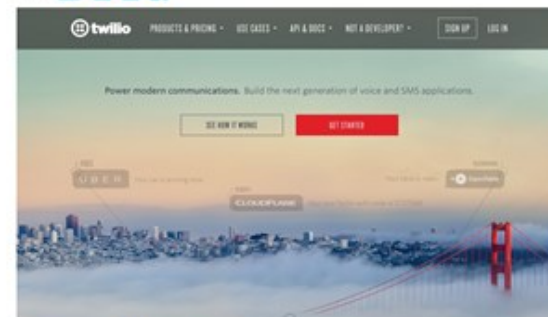 twilio PRODUCTS & PRICING USE CASES API & DOCS NOT A DEVELOPER? SIGN UP LOG IN
Power modern communications. Build the next generation of voice and SMS applications.
SEE HOW IT WORKS GET STARTED
UBER
CLOUDFLARE